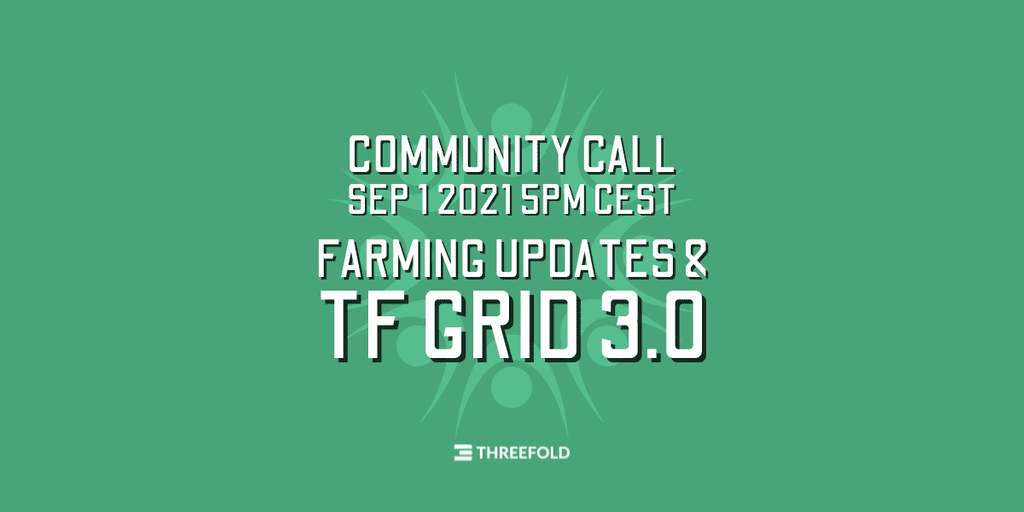 COMMUNITY CALL
SEP 1 2021 5PM CEST
FARMING UPDATES &
TF GRID 3.0
THREEFOLD